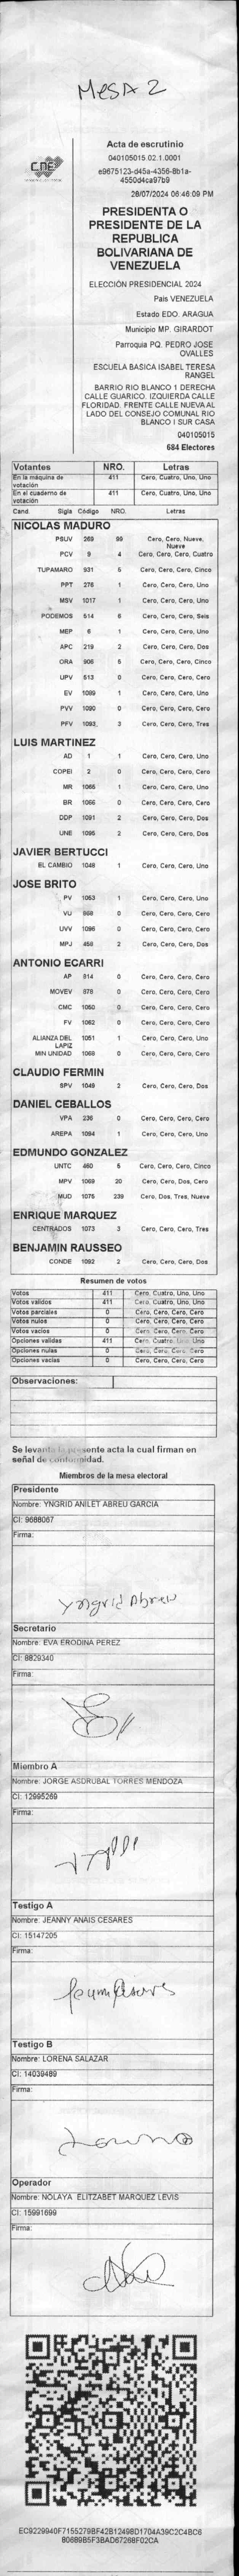 MESA 2
CNE
Acta de escrutinio
040105015.02.1.0001
e9675123-d45a-4356-8b1a-
4550d4ca97b9
28/07/2024 06:46:09 PM
PRESIDENTA O
PRESIDENTE DE LA
REPUBLICA
BOLIVARIANA DE
VENEZUELA
ELECCIÓN PRESIDENCIAL 2024
País VENEZUELA
Estado EDO. ARAGUA
Municipio MP. GIRARDOT
Parroquia PQ. PEDRO JOSE
OVALLES
ESCUELA BASICA ISABEL TERESA
RANGEL
BARRIO RIO BLANCO 1 DERECHA
CALLE GUARICO. IZQUIERDA CALLE
FLORIDAD. FRENTE CALLE NUEVA AL
LADO DEL CONSEJO COMUNAL RIO
BLANCO I SUR CASA
040105015
684 Electores
Votantes NRO. Letras
En la máquina de votación 411 Cero, Cuatro, Uno, Uno
En el cuaderno de votación 411 Cero, Cuatro, Uno, Uno
Cand. Sigla Código NRO. Letras
NICOLAS MADURO
PSUV 269 99 Cero, Cero, Nueve, Nueve
PCV 9 4 Cero, Cero, Cero, Cuatro
TUPAMARO 931 5 Cero, Cero, Cero, Cinco
PPT 276 1 Cero, Cero, Cero, Uno
MSV 1017 1 Cero, Cero, Cero, Uno
PODEMOS 514 6 Cero, Cero, Cero, Seis
MEP 6 1 Cero, Cero, Cero, Uno
APC 219 2 Cero, Cero, Cero, Dos
ORA 906 5 Cero, Cero, Cero, Cinco
UPV 513 0 Cero, Cero, Cero, Cero
EV 1089 1 Cero, Cero, Cero, Uno
PVV 1090 0 Cero, Cero, Cero, Cero
PFV 1093 3 Cero, Cero, Cero, Tres
LUIS MARTINEZ
AD 1 1 Cero, Cero, Cero, Uno
COPEI 2 0 Cero, Cero, Cero, Cero
MR 1065 1 Cero, Cero, Cero, Uno
BR 1066 0 Cero, Cero, Cero, Cero
DDP 1091 2 Cero, Cero, Cero, Dos
UNE 1095 2 Cero, Cero, Cero, Dos
JAVIER BERTUCCI
EL CAMBIO 1048 1 Cero, Cero, Cero, Uno
JOSE BRITO
PV 1053 1 Cero, Cero, Cero, Uno
VU 868 0 Cero, Cero, Cero, Cero
UVV 1096 0 Cero, Cero, Cero, Cero
MPJ 458 2 Cero, Cero, Cero, Dos
ANTONIO ECARRI
AP 814 0 Cero, Cero, Cero, Cero
MOVEV 878 0 Cero, Cero, Cero, Cero
CMC 1050 0 Cero, Cero, Cero, Cero
FV 1062 0 Cero, Cero, Cero, Cero
ALIANZA DEL LAPIZ 1051 1 Cero, Cero, Cero, Uno
MIN UNIDAD 1068 0 Cero, Cero, Cero, Cero
CLAUDIO FERMIN
SPV 1049 2 Cero, Cero, Cero, Dos
DANIEL CEBALLOS
VPA 236 0 Cero, Cero, Cero, Cero
AREPA 1094 1 Cero, Cero, Cero, Uno
EDMUNDO GONZALEZ
UNTC 460 5 Cero, Cero, Cero, Cinco
MPV 1069 20 Cero, Cero, Dos, Cero
MUD 1075 239 Cero, Dos, Tres, Nueve
ENRIQUE MARQUEZ
CENTRADOS 1073 3 Cero, Cero, Cero, Tres
BENJAMIN RAUSSEO
CONDE 1092 2 Cero, Cero, Cero, Dos
Resumen de votos
Votos 411 Cero, Cuatro, Uno, Uno
Votos validos 411 Cero, Cuatro, Uno, Uno
Votos parciales 0 Cero, Cero, Cero, Cero
Votos nulos 0 Cero, Cero, Cero, Cero
Votos vacios 0 Cero, Cero, Cero, Cero
Opciones validas 411 Cero, Cuatro, Uno, Uno
Opciones nulas 0 Cero, Cero, Cero, Cero
Opciones vacias 0 Cero, Cero, Cero, Cero
Observaciones:
Se levanta la presente acta la cual firman en
señal de conformidad.
Miembros de la mesa electoral
Presidente
Nombre: YNGRID ANILET ABREU GARCIA
CI: 9688067
Firma:
Yngrid Abreu
Secretario
Nombre: EVA ERODINA PEREZ
CI: 8829340
Firma:
Miembro A
Nombre: JORGE ASDRUBAL TORRES MENDOZA
CI: 12995269
Firma:
Testigo A
Nombre: JEANNY ANAIS CESARES
CI: 15147205
Firma:
Testigo B
Nombre: LORENA SALAZAR
CI: 14039489
Firma:
Operador
Nombre: NOLAYA ELITZABET MARQUEZ LEVIS
CI: 15991699
Firma:
EC9229940F7155279BF42B12498D1704A39C2C4BC6
80689B5F3BAD67268F02CA